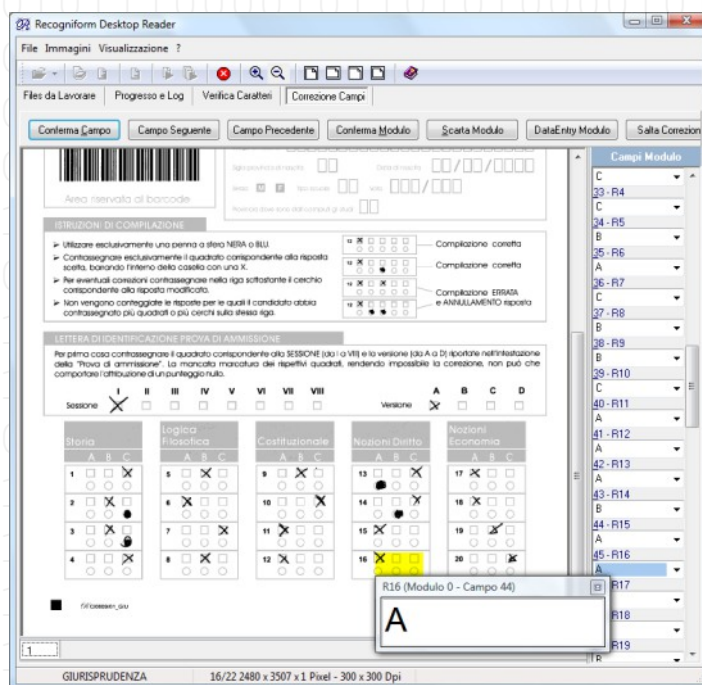 Recogniform Desktop Reader
File Immagini Visualizzazione ?
Files da Lavorare Progresso e Log Verifica Caratteri Correzione Campi
Conferma Campo Campo Seguente Campo Precedente Conferma Modulo Scarta Modulo DataEntry Modulo Salta Correzion
Campi Modulo
Area riservata al barcode
ISTRUZIONI DI COMPILAZIONE
➢ Utilizzare esclusivamente una penna a sfera NERA o BLU.
➢ Contrassegnare esclusivamente il quadrato corrispondente alla risposta
scelta, barrando l'interno della casella con una X.
➢ Per eventuali correzioni contrassegnare nella riga sottostante il cerchio
corrispondente alla risposta modificata.
➢ Non vengono conteggiate le risposte per le quali il candidato abbia
contrassegnato più quadrati o più cerchi sulla stessa riga.
Compilazione corretta
Compilazione corretta
Compilazione ERRATA
e ANNULLAMENTO risposta
LETTERA DI IDENTIFICAZIONE PROVA DI AMMISSIONE
Per prima cosa contrassegnare il quadrato corrispondente alla SESSIONE (da I a VIII) e la versione (da A a D) riportate nell'intestazione
della "Prova di ammissione". La mancata marcatura dei rispettivi quadrati, rendendo impossibile la correzione, non può che
comportare l'attribuzione di un punteggio nullo.
I II III IV V VI VII VIII A B C D
Sessione Versione
Storia Logica Filosofica Costituzionale Nozioni Diritto Nozioni Economia
A B C A B C A B C A B C A B C
1 5 9 13 17
2 6 10 14 18
3 7 11 15 19
4 8 12 16 20
C
33 - R4
C
34 - R5
B
35 - R6
A
36 - R7
C
37 - R8
B
38 - R9
B
39 - R10
C
40 - R11
A
41 - R12
A
42 - R13
A
43 - R14
B
44 - R15
A
45 - R16
A
R17
R18
R19
B
R16 (Modulo 0 - Campo 44)
A
1
GIURISPRUDENZA 16/22 2480 x 3507 x 1 Pixel - 300 x 300 Dpi